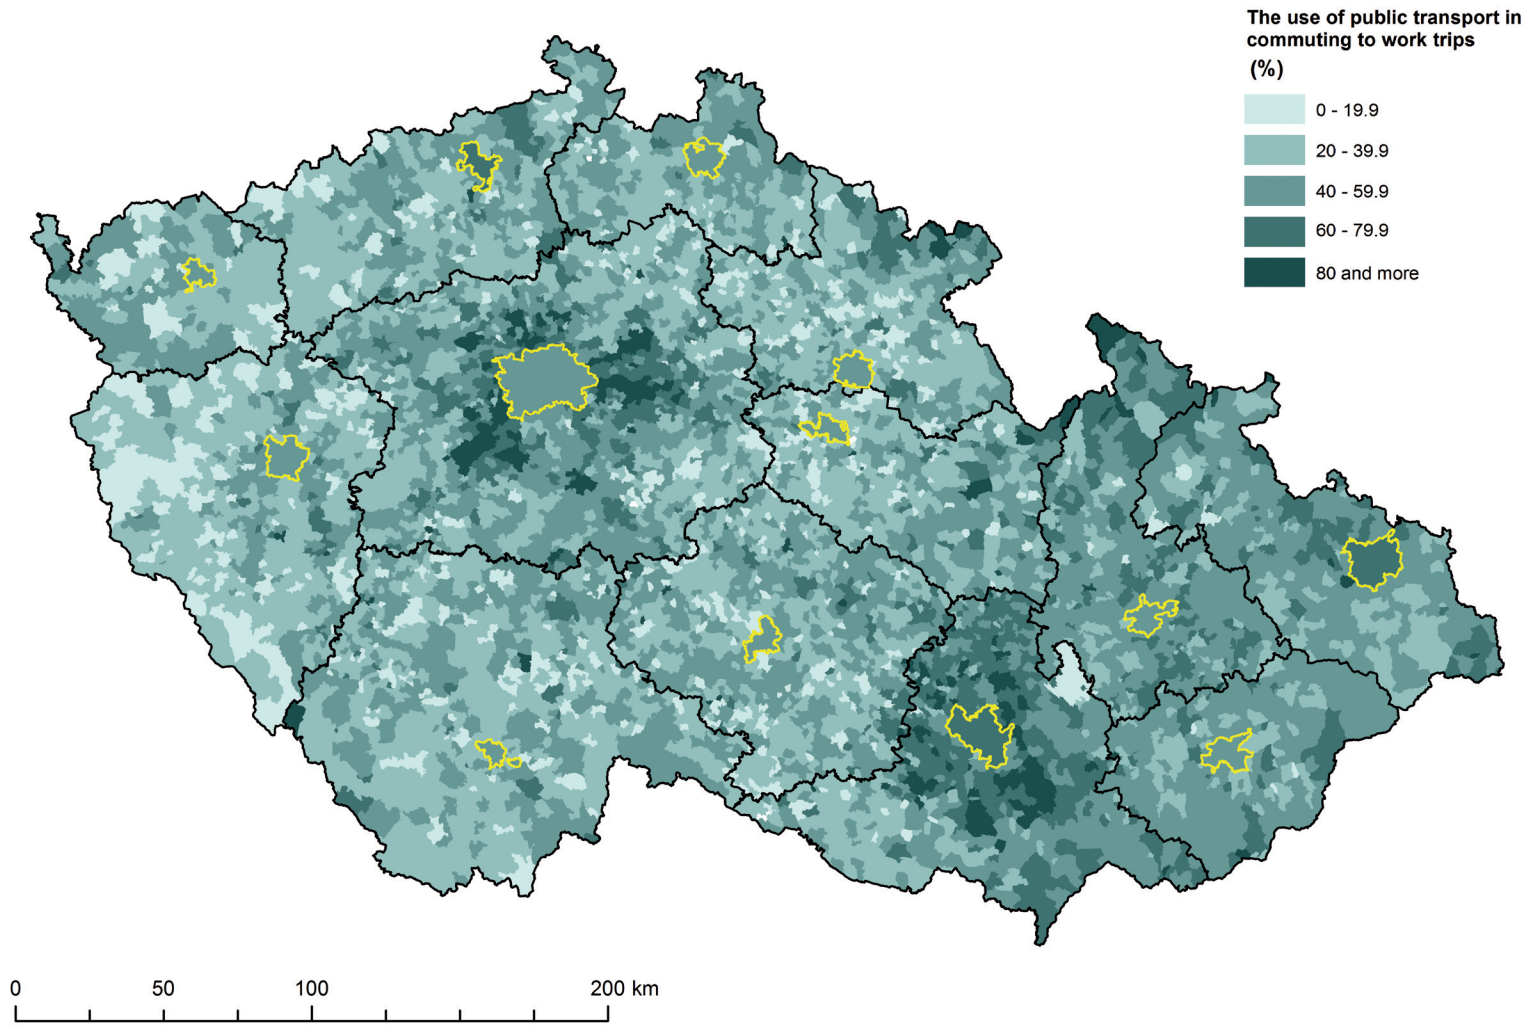 The use of public transport in
commuting to work trips
(%)
0 - 19.9
20 - 39.9
40 - 59.9
60 - 79.9
80 and more
0 50 100 200 km